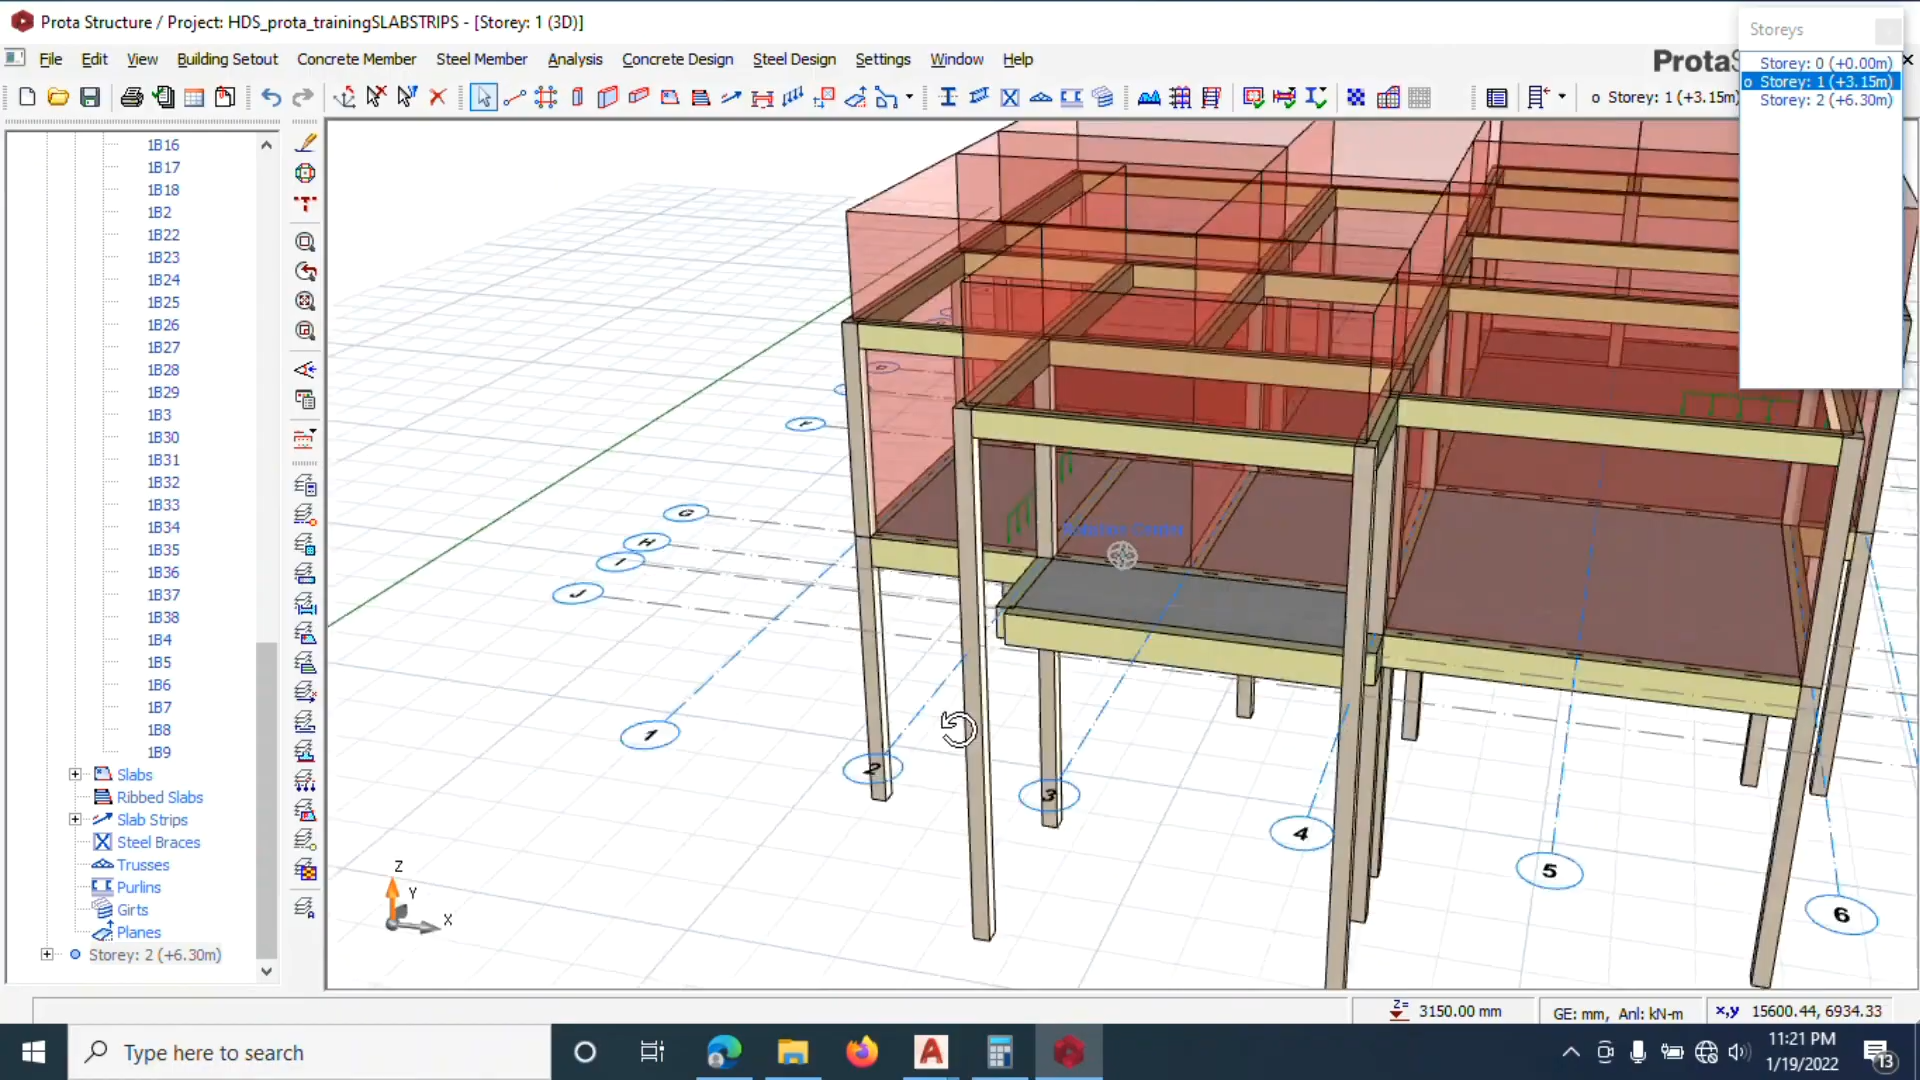 Prota Structure / Project: HDS_prota_trainingSLABSTRIPS - [Storey: 1 (3D)]
File Edit View Building Setout Concrete Member Steel Member Analysis Concrete Design Steel Design Settings Window Help
Storeys
Storey: 0 (+0.00m)
o Storey: 1 (+3.15m)
Storey: 2 (+6.30m)
o Storey: 1 (+3.15m)
1B16
1B17
1B18
1B2
1B22
1B23
1B24
1B25
1B26
1B27
1B28
1B29
1B3
1B30
1B31
1B32
1B33
1B34
1B35
1B36
1B37
1B38
1B4
1B5
1B6
1B7
1B8
1B9
Slabs
Ribbed Slabs
Slab Strips
Steel Braces
Trusses
Purlins
Girts
Planes
Storey: 2 (+6.30m)
F
G
H
I
J
1
2
3
4
5
6
Z
Y
X
3150.00 mm
GE: mm, Anl: kN-m
x,y 15600.44, 6934.33
Type here to search
11:21 PM
1/19/2022
13